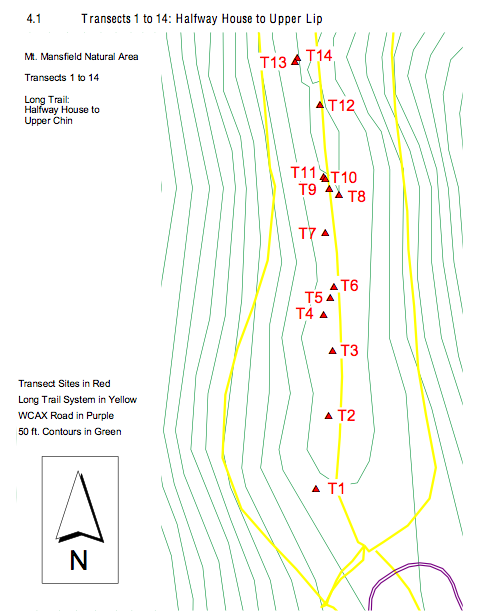 4.1 Transects 1 to 14: Halfway House to Upper Lip
Mt. Mansfield Natural Area
Transects 1 to 14
Long Trail:
Halfway House to
Upper Chin
T13 T14
T12
T11 T10
T9 T8
T7
T6
T5
T4
T3
Transect Sites in Red
Long Trail System in Yellow
WCAX Road in Purple
50 ft. Contours in Green
T2
T1
N